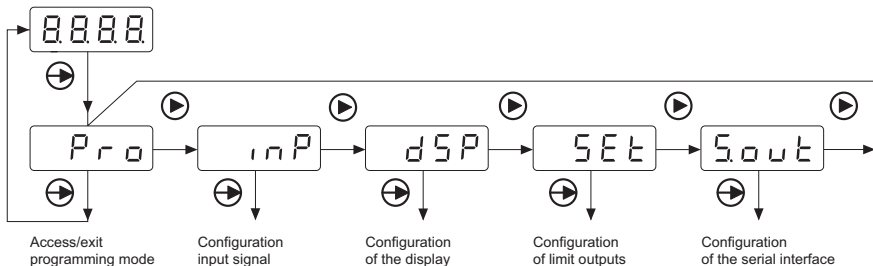 8.8.8.8.
Pro
inP
dSP
SEt
S.out
Access/exit
programming mode
Configuration
input signal
Configuration
of the display
Configuration
of limit outputs
Configuration
of the serial interface